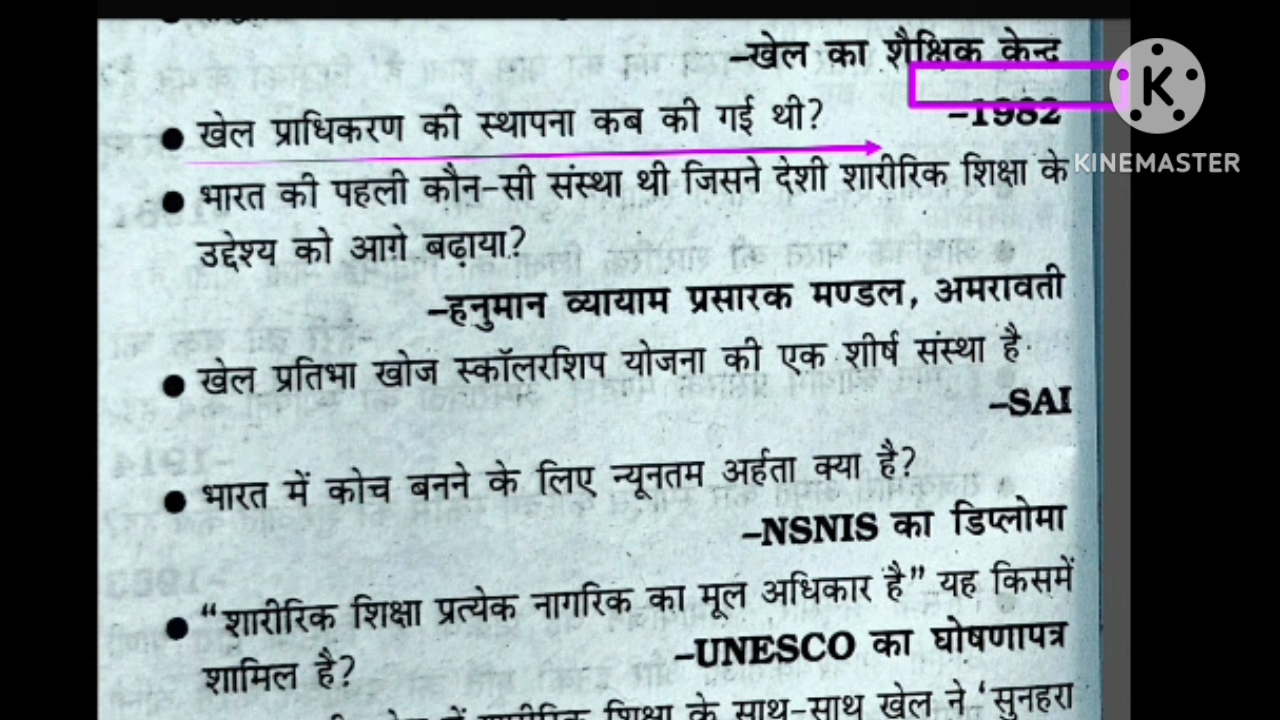 –खेल का शैक्षिक केन्द
• खेल प्राधिकरण की स्थापना कब की गई थी? –1982
KINEMASTER
• भारत की पहली कौन-सी संस्था थी जिसने देशी शारीरिक शिक्षा के
उद्देश्य को आगे बढ़ाया?
–हनुमान व्यायाम प्रसारक मण्डल, अमरावती
• खेल प्रतिभा खोज स्कॉलरशिप योजना की एक शीर्ष संस्था है
–SAI
• भारत में कोच बनने के लिए न्यूनतम अर्हता क्या है?
–NSNIS का डिप्लोमा
• “शारीरिक शिक्षा प्रत्येक नागरिक का मूल अधिकार है” यह किसमें
शामिल है? –UNESCO का घोषणापत्र
में शारीरिक शिक्षा के साथ-साथ खेल ने ‘सुनहरा